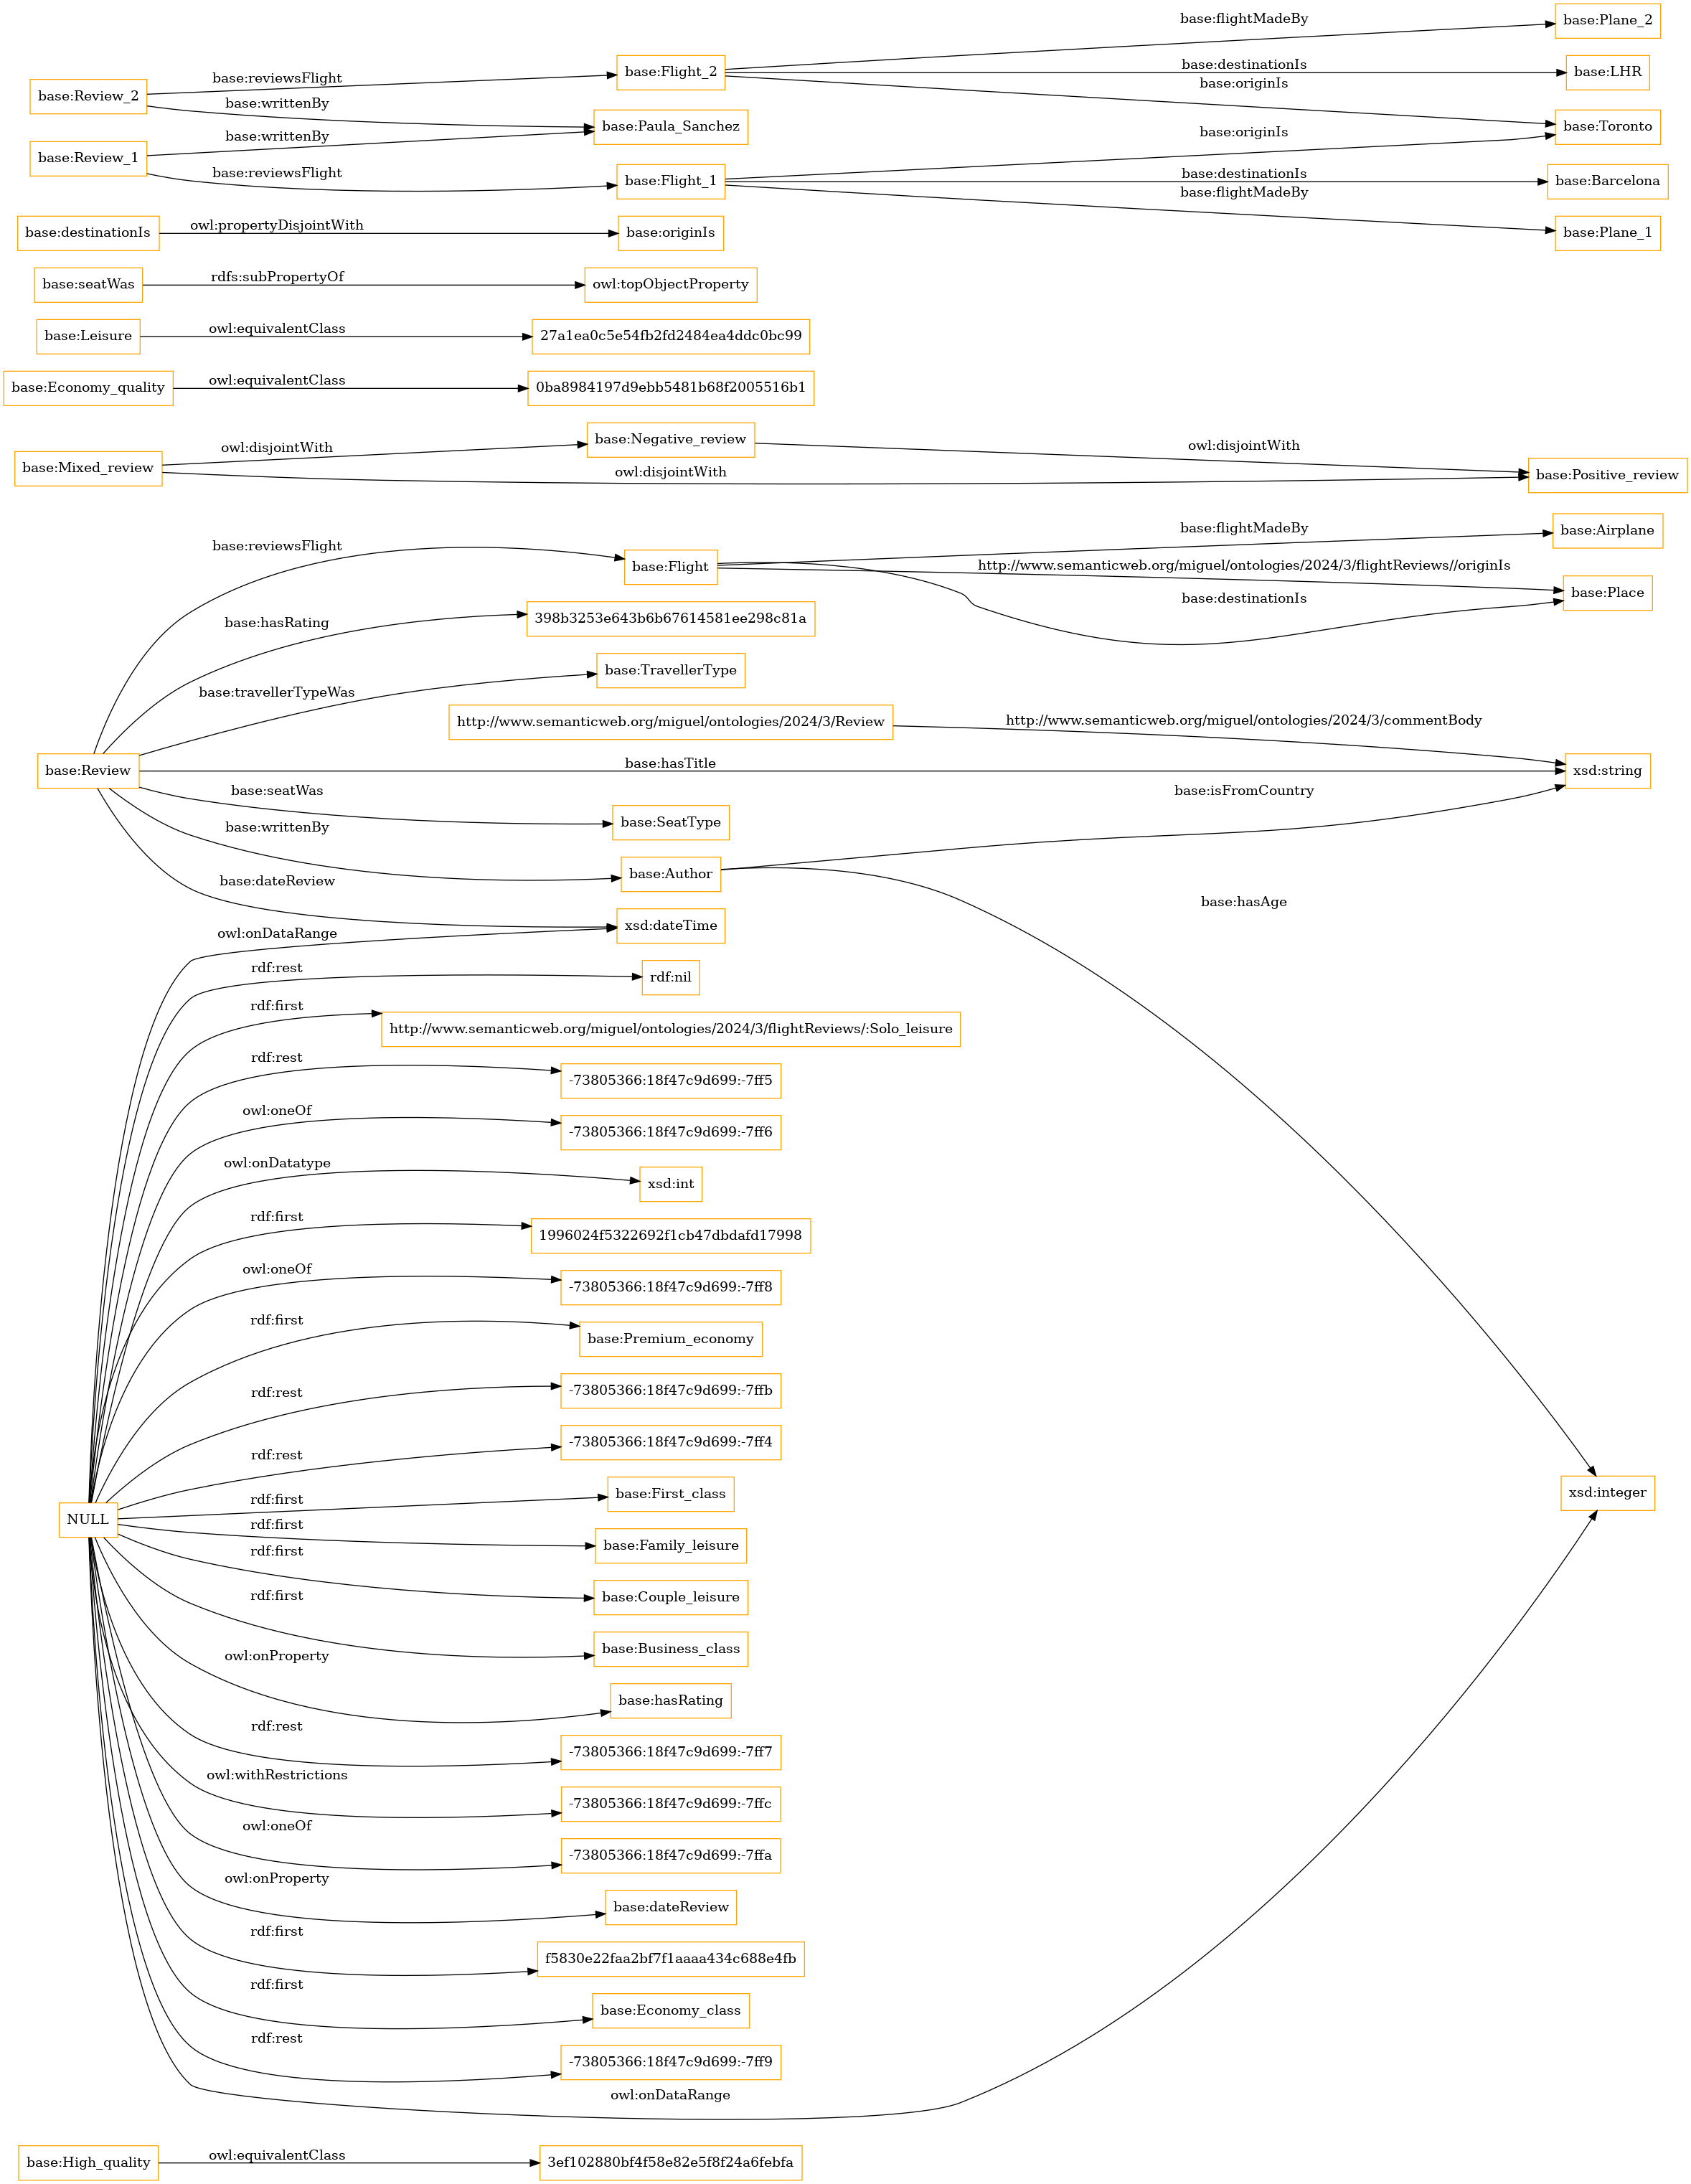 base:flightMadeBy
base:Plane_2
base:Review_2
base:reviewsFlight
base:Flight_2
base:destinationIs
base:LHR
base:originIs
base:writtenBy
base:Paula_Sanchez
base:Toronto
base:Review_1
base:writtenBy
base:originIs
base:reviewsFlight
base:Flight_1
base:destinationIs
base:Barcelona
base:flightMadeBy
base:destinationIs
owl:propertyDisjointWith
base:originIs
base:Plane_1
base:seatWas
rdfs:subPropertyOf
owl:topObjectProperty
base:Leisure
owl:equivalentClass
27a1ea0c5e54fb2fd2484ea4ddc0bc99
base:Economy_quality
owl:equivalentClass
0ba8984197d9ebb5481b68f2005516b1
base:Mixed_review
owl:disjointWith
base:Negative_review
owl:disjointWith
owl:disjointWith
base:Positive_review
base:reviewsFlight
base:Flight
base:flightMadeBy
base:Airplane
http://www.semanticweb.org/miguel/ontologies/2024/3/flightReviews//originIs
base:Place
base:destinationIs
base:hasRating
398b3253e643b6b67614581ee298c81a
base:travellerTypeWas
base:TravellerType
http://www.semanticweb.org/miguel/ontologies/2024/3/Review
http://www.semanticweb.org/miguel/ontologies/2024/3/commentBody
base:Review
base:hasTitle
xsd:string
base:seatWas
base:SeatType
base:isFromCountry
base:writtenBy
base:Author
base:dateReview
base:hasAge
xsd:dateTime
owl:onDataRange
rdf:rest
rdf:nil
rdf:first
http://www.semanticweb.org/miguel/ontologies/2024/3/flightReviews/:Solo_leisure
rdf:rest
-73805366:18f47c9d699:-7ff5
owl:oneOf
-73805366:18f47c9d699:-7ff6
owl:onDatatype
xsd:int
rdf:first
1996024f5322692f1cb47dbdafd17998
owl:oneOf
-73805366:18f47c9d699:-7ff8
rdf:first
base:Premium_economy
rdf:rest
-73805366:18f47c9d699:-7ffb
rdf:rest
-73805366:18f47c9d699:-7ff4
rdf:first
base:First_class
xsd:integer
NULL
rdf:first
base:Family_leisure
rdf:first
base:Couple_leisure
rdf:first
base:Business_class
owl:onProperty
base:hasRating
rdf:rest
-73805366:18f47c9d699:-7ff7
owl:withRestrictions
-73805366:18f47c9d699:-7ffc
owl:oneOf
-73805366:18f47c9d699:-7ffa
owl:onProperty
base:dateReview
rdf:first
f5830e22faa2bf7f1aaaa434c688e4fb
rdf:first
base:Economy_class
rdf:rest
-73805366:18f47c9d699:-7ff9
owl:onDataRange
base:High_quality
owl:equivalentClass
3ef102880bf4f58e82e5f8f24a6febfa